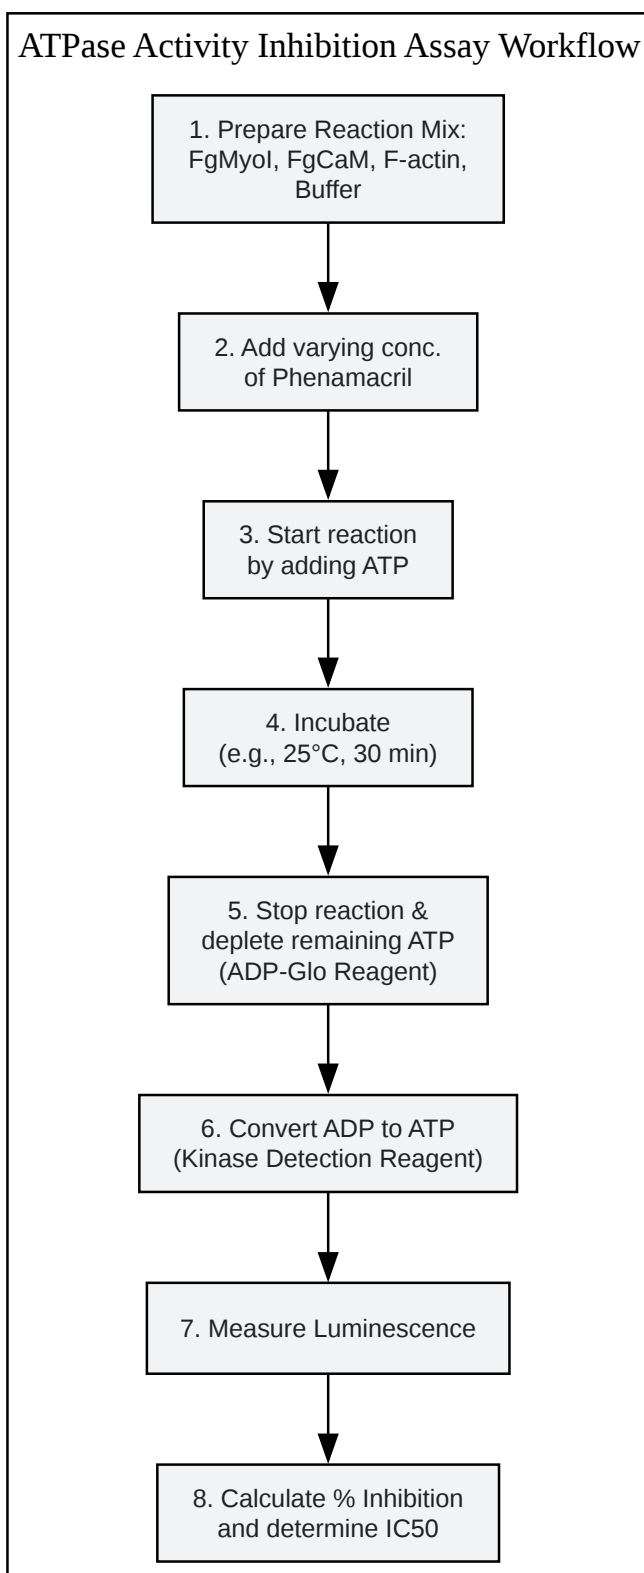 ATPase Activity Inhibition Assay Workflow
1. Prepare Reaction Mix:
FgMyoI, FgCaM, F-actin,
Buffer
2. Add varying conc.
of Phenamacril
3. Start reaction
by adding ATP
4. Incubate
(e.g., 25°C, 30 min)
5. Stop reaction &
deplete remaining ATP
(ADP-Glo Reagent)
6. Convert ADP to ATP
(Kinase Detection Reagent)
7. Measure Luminescence
8. Calculate % Inhibition
and determine IC50